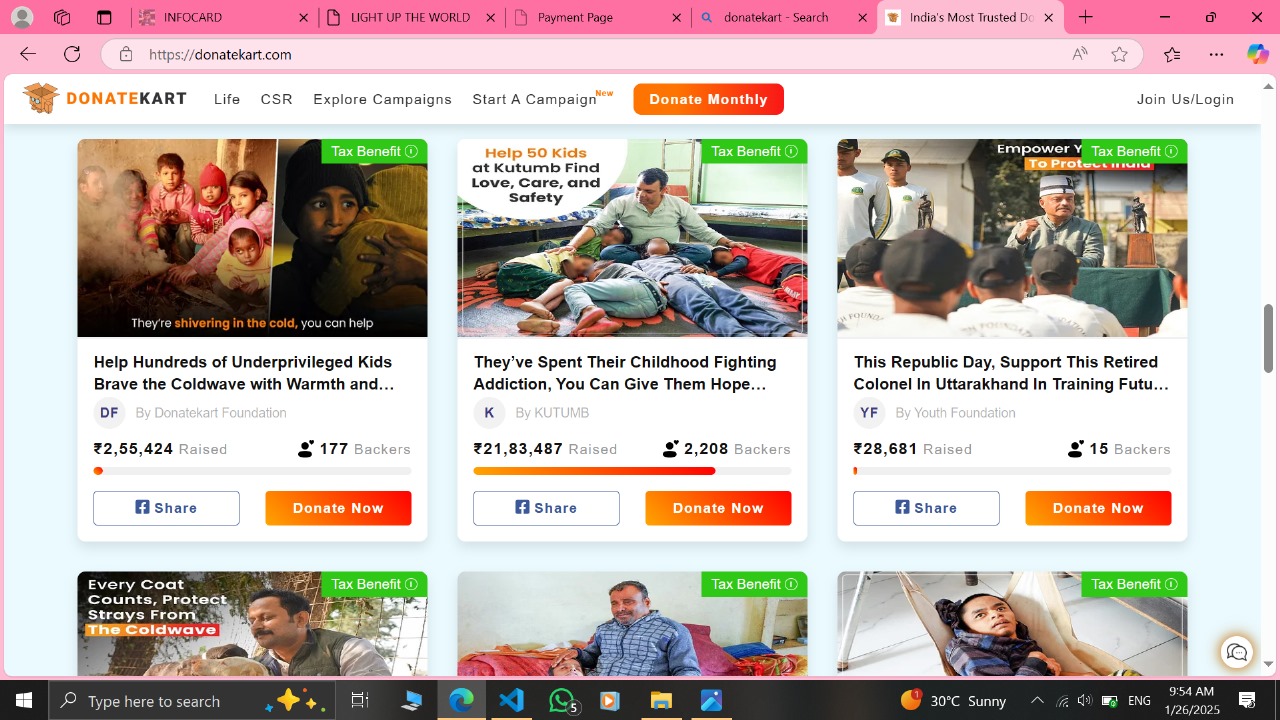 INFOCARD
LIGHT UP THE WORLD
Payment Page
donatekart - Search
India's Most Trusted Do
https://donatekart.com
DONATEKART
Life
CSR
Explore Campaigns
Start A Campaign New
Donate Monthly
Join Us/Login
Tax Benefit
They're shivering in the cold, you can help
Help Hundreds of Underprivileged Kids
Brave the Coldwave with Warmth and...
DF By Donatekart Foundation
₹2,55,424 Raised 177 Backers
Share Donate Now
Help 50 Kids
at Kutumb Find
Love, Care, and
Safety
Tax Benefit
They’ve Spent Their Childhood Fighting
Addiction, You Can Give Them Hope...
K By KUTUMB
₹21,83,487 Raised 2,208 Backers
Share Donate Now
Empower Y
To Protect India
Tax Benefit
This Republic Day, Support This Retired
Colonel In Uttarakhand In Training Futu...
YF By Youth Foundation
₹28,681 Raised 15 Backers
Share Donate Now
Every Coat
Counts, Protect
Strays From
The Coldwave
Tax Benefit
Tax Benefit
Tax Benefit
Type here to search
5
1
30°C Sunny
ENG
9:54 AM
1/26/2025